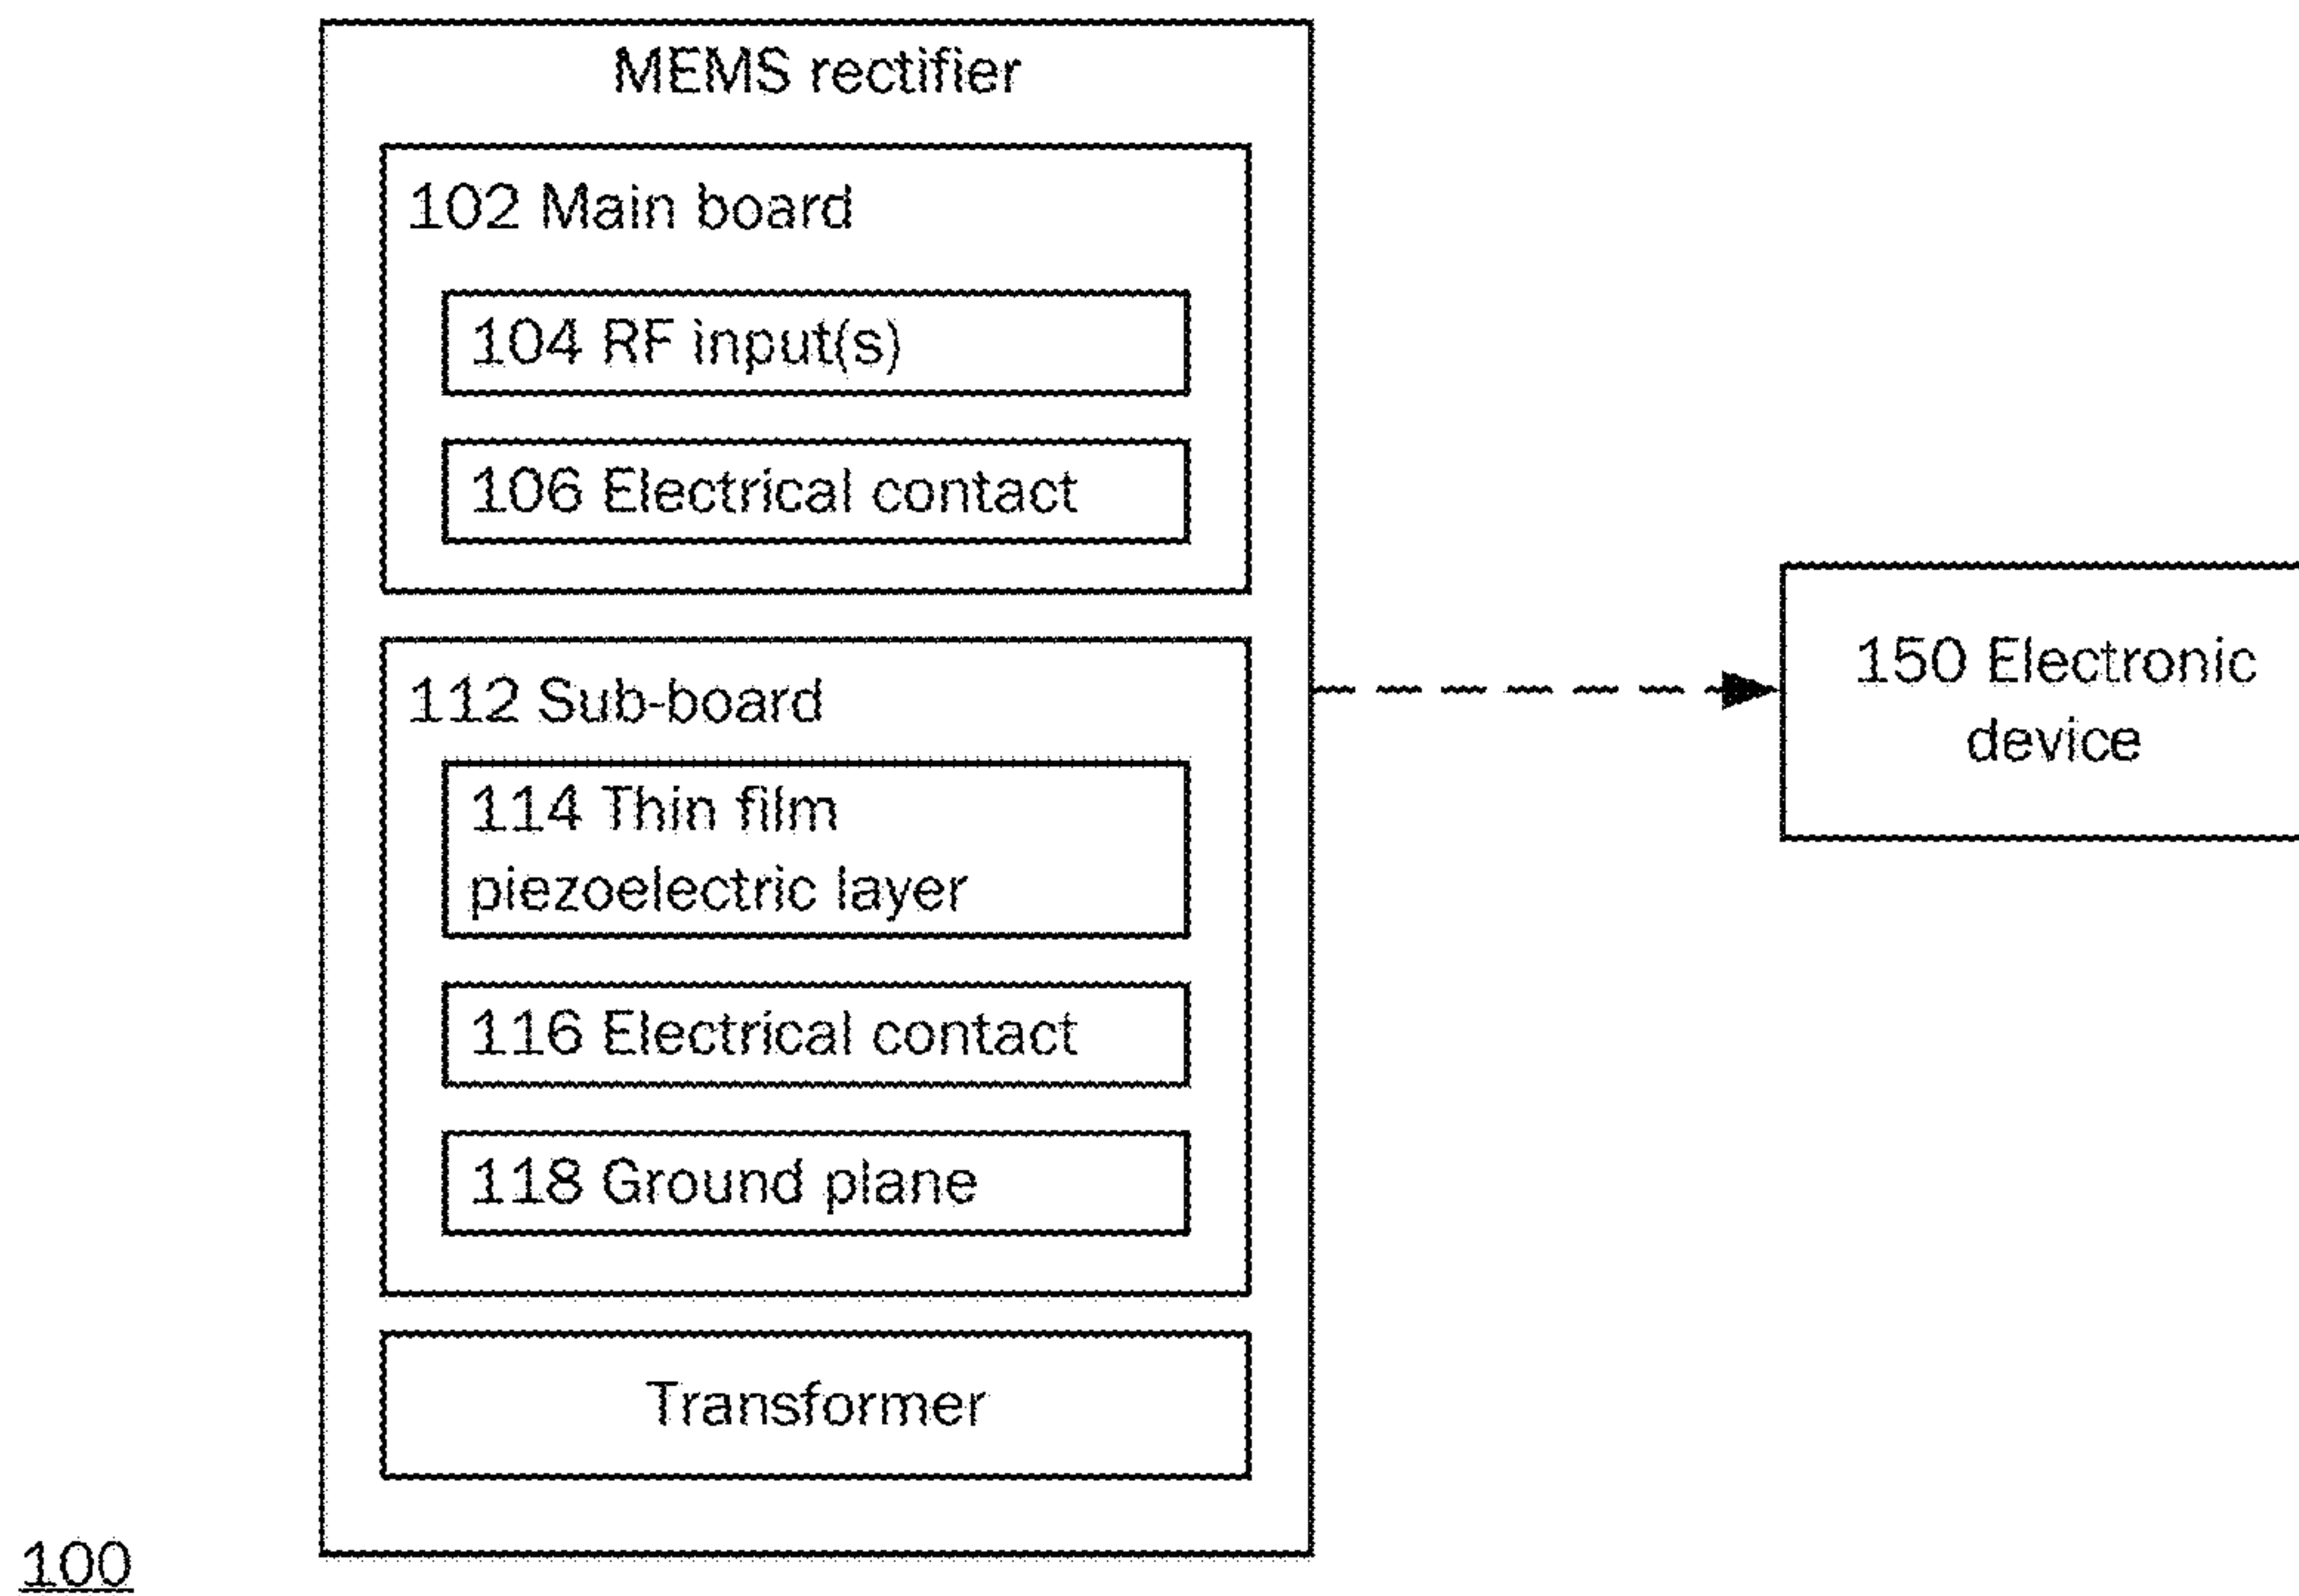 MEMS rectifier
102 Main board
104 RF input(s)
106 Electrical contact
112 Sub-board
114 Thin film
piezoelectric layer
116 Electrical contact
118 Ground plane
Transformer
150 Electronic
device
100